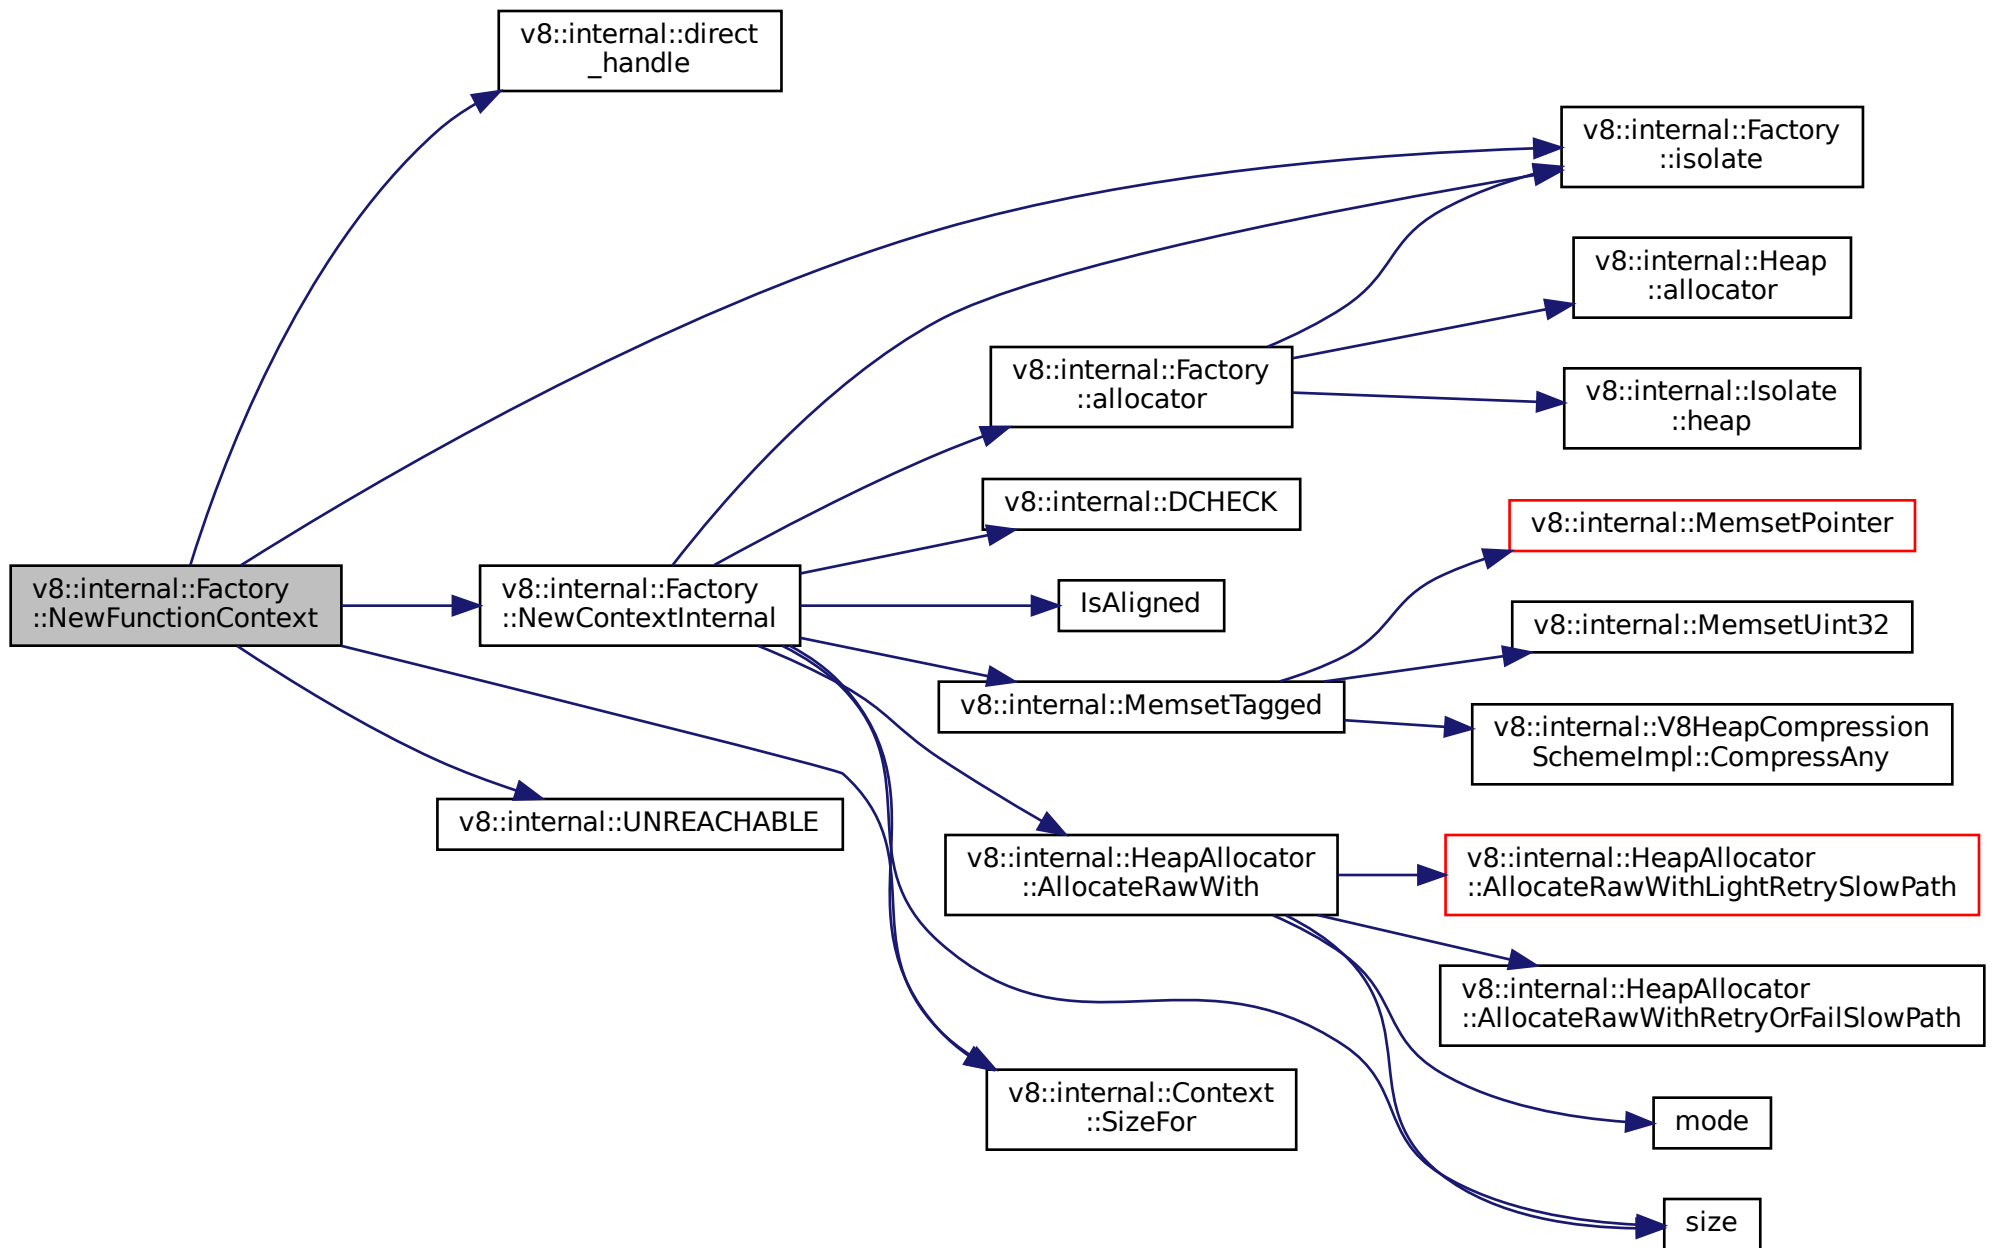 v8::internal::direct
_handle
v8::internal::Factory
::isolate
v8::internal::Heap
::allocator
v8::internal::Factory
::allocator
v8::internal::Isolate
::heap
v8::internal::DCHECK
v8::internal::MemsetPointer
v8::internal::Factory
::NewFunctionContext
v8::internal::Factory
::NewContextInternal
IsAligned
v8::internal::MemsetUint32
v8::internal::MemsetTagged
v8::internal::V8HeapCompression
SchemeImpl::CompressAny
v8::internal::UNREACHABLE
v8::internal::HeapAllocator
::AllocateRawWith
v8::internal::HeapAllocator
::AllocateRawWithLightRetrySlowPath
v8::internal::HeapAllocator
::AllocateRawWithRetryOrFailSlowPath
v8::internal::Context
::SizeFor
mode
size